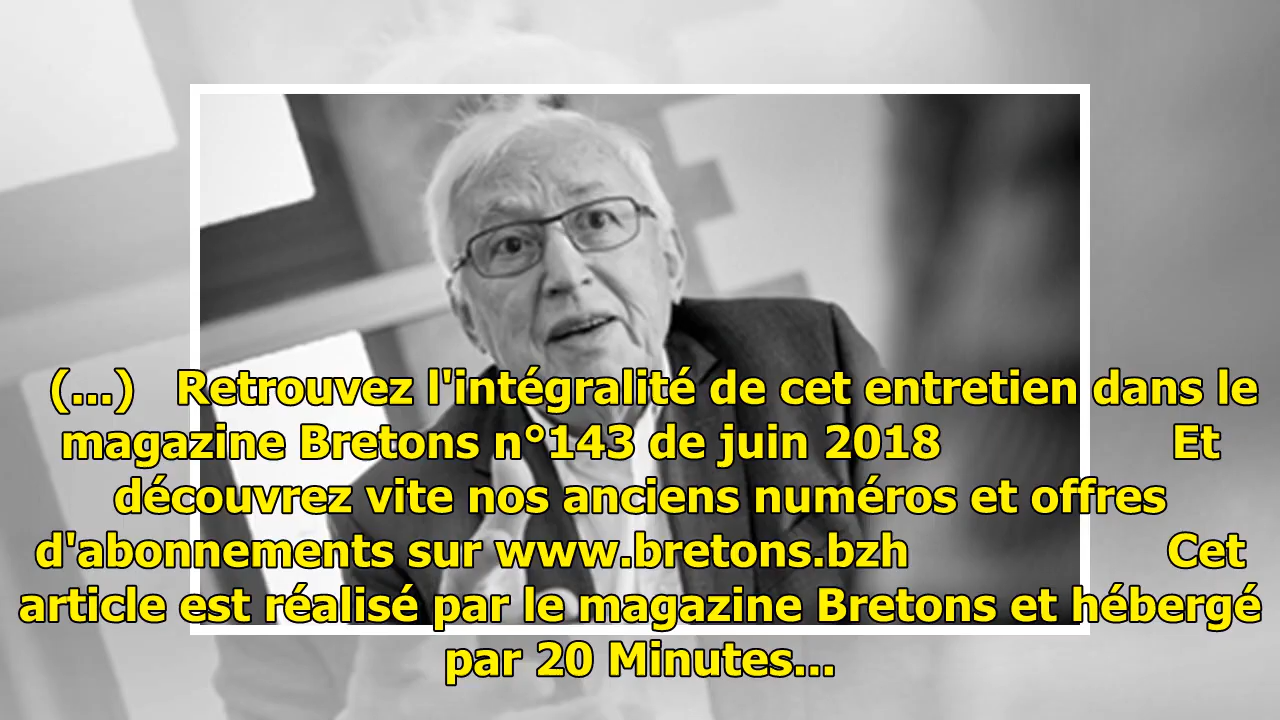 (...) Retrouvez l'intégralité de cet entretien dans le
magazine Bretons n°143 de juin 2018 Et
découvrez vite nos anciens numéros et offres
d'abonnements sur www.bretons.bzh Cet
article est réalisé par le magazine Bretons et hébergé
par 20 Minutes...